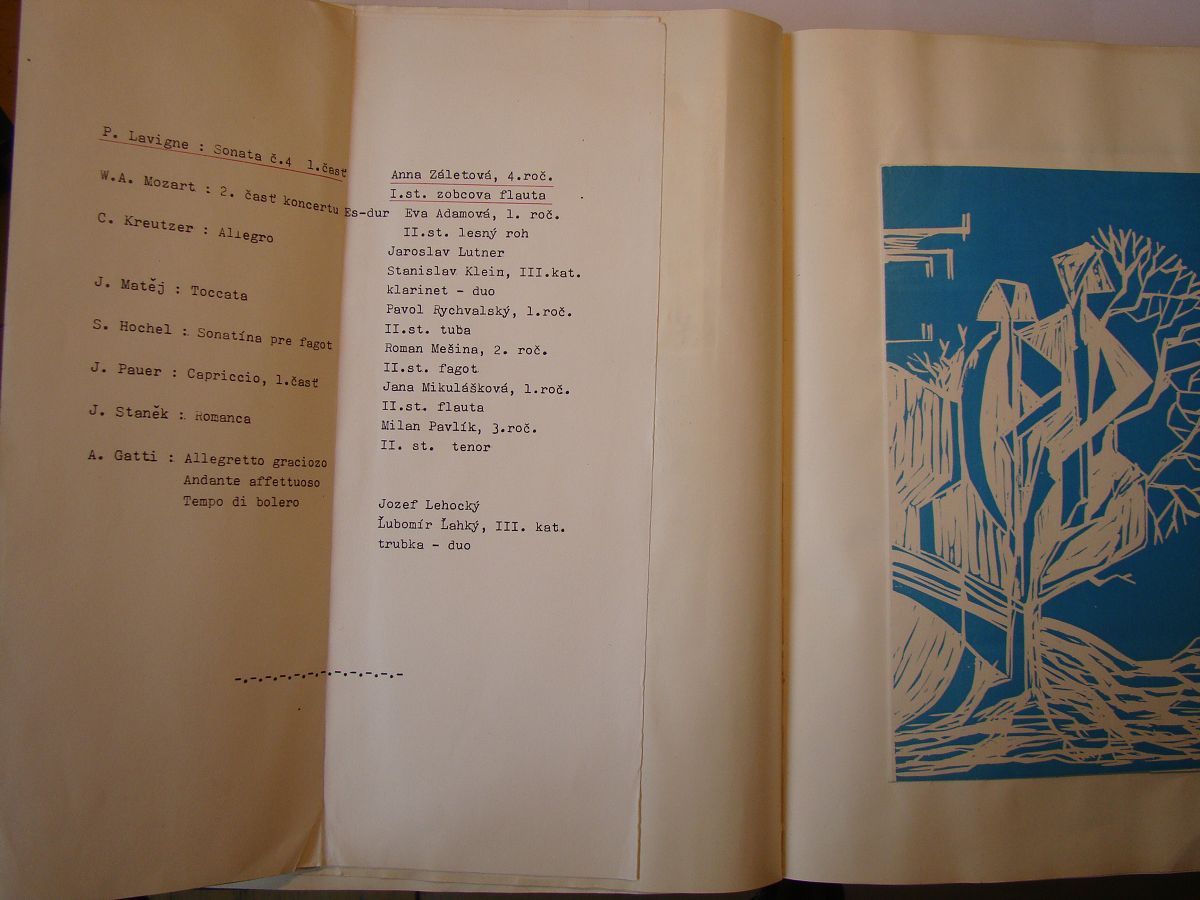 P. Lavigne : Sonata č.4 1.časť
W.A. Mozart : 2. časť koncertu Es-dur
C. Kreutzer : Allegro
J. Matěj : Toccata
S. Hochel : Sonatína pre fagot
J. Pauer : Capriccio, 1.časť
J. Staněk : Romanca
A. Gatti : Allegretto graciozo
Andante affettuoso
Tempo di bolero
Anna Záletová, 4.roč.
I.st. zobcova flauta
Eva Adamová, 1. roč.
II.st. lesný roh
Jaroslav Lutner
Stanislav Klein, III.kat.
klarinet - duo
Pavol Rychvalský, 1.roč.
II.st. tuba
Roman Mešina, 2. roč.
II.st. fagot
Jana Mikulášková, 1.roč.
II.st. flauta
Milan Pavlík, 3.roč.
II. st. tenor
Jozef Lehocký
Ľubomír Ľahký, III. kat.
trubka - duo
-.-.-.-.-.-.-.-.-.-.-.-